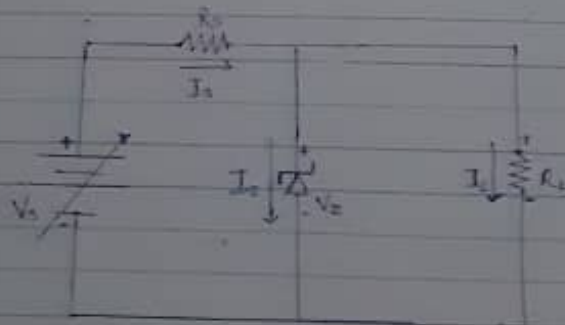 Rs
Is
+
Vs
-
Iz
+
Vz
-
IL
+
RL
-